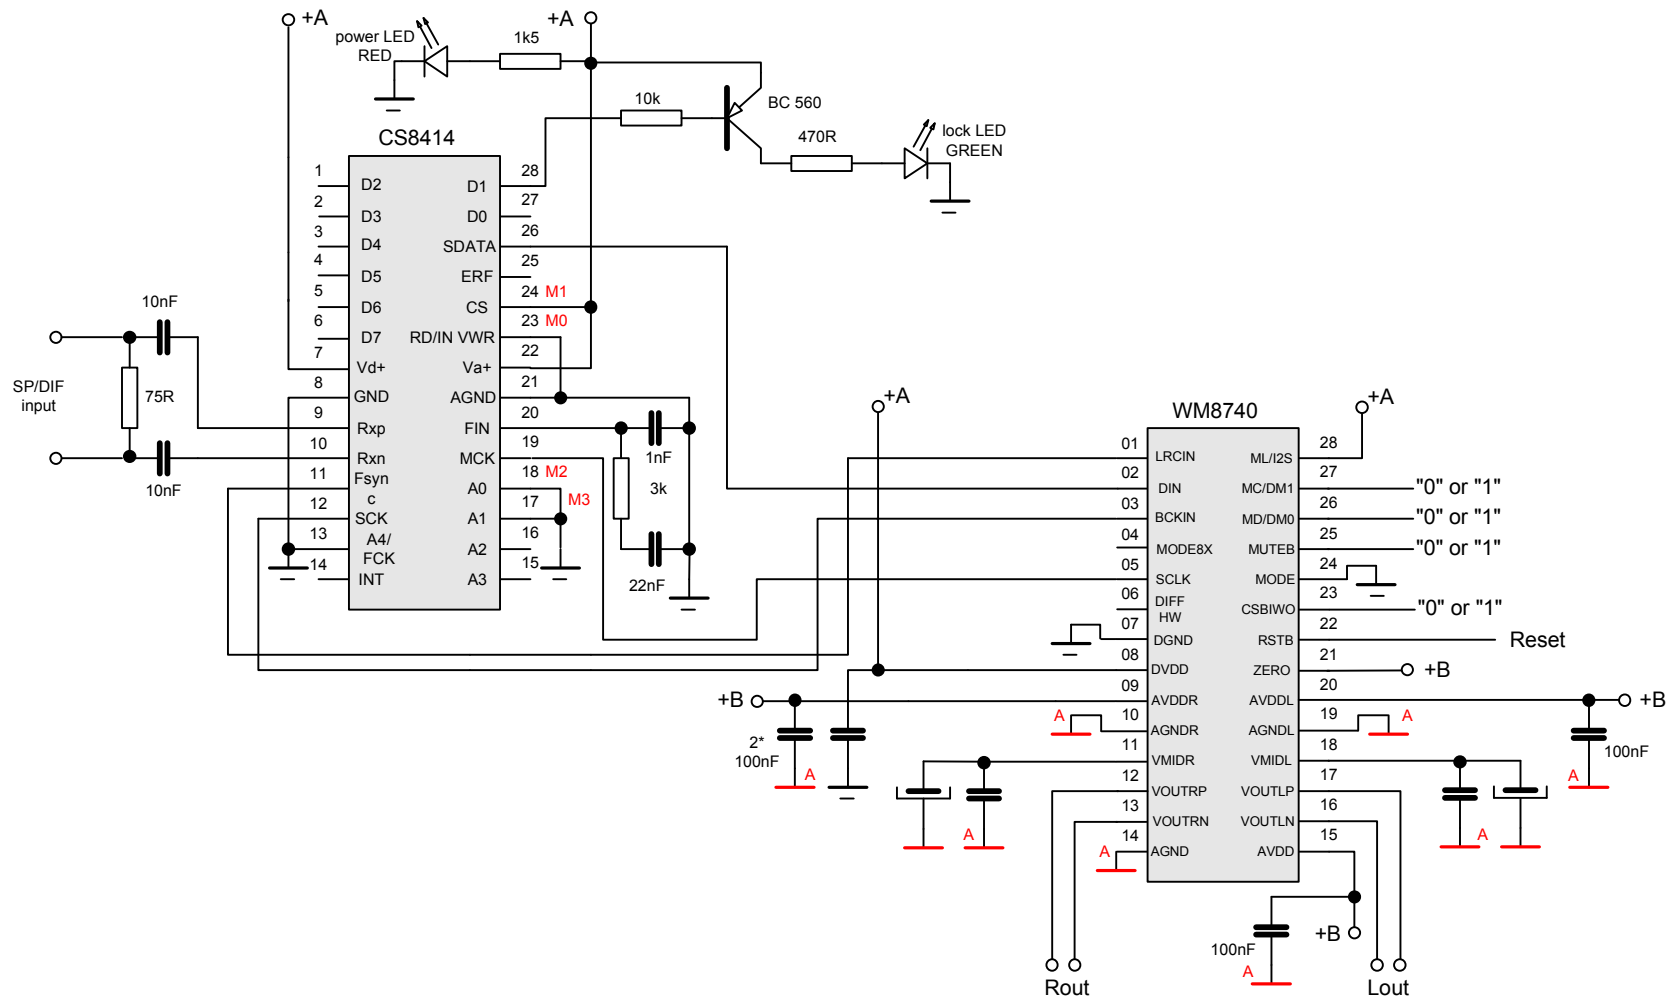 +A
+A
power LED
RED
1k5
10k
BC 560
470R
lock LED
GREEN
CS8414
1
D2
D1
28
2
D3
D0
27
3
D4
SDATA
26
4
D5
ERF
25
5
D6
CS
24
M1
6
D7
RD/IN VWR
23
M0
7
Vd+
Va+
22
8
GND
AGND
21
9
Rxp
FIN
20
10
Rxn
MCK
19
11
Fsyn
c
A0
18
M2
12
SCK
A1
17
M3
13
A4/
FCK
A2
16
14
INT
A3
15
10nF
SP/DIF
input
75R
10nF
1nF
3k
22nF
+A
WM8740
+A
01
LRCIN
ML/I2S
28
02
DIN
MC/DM1
27
"0" or "1"
03
BCKIN
MD/DM0
26
"0" or "1"
04
MODE8X
MUTEB
25
"0" or "1"
05
SCLK
MODE
24
06
DIFF
HW
CSBIWO
23
"0" or "1"
07
DGND
RSTB
22
Reset
08
DVDD
ZERO
21
+B
+B
09
AVDDR
AVDDL
20
+B
A
10
AGNDR
AGNDL
19
A
2*
100nF
A
11
VMIDR
VMIDL
18
100nF
A
12
VOUTRP
VOUTLP
17
13
VOUTRN
VOUTLN
16
A
A
14
AGND
AVDD
15
A
100nF
A
+B
Rout
Lout